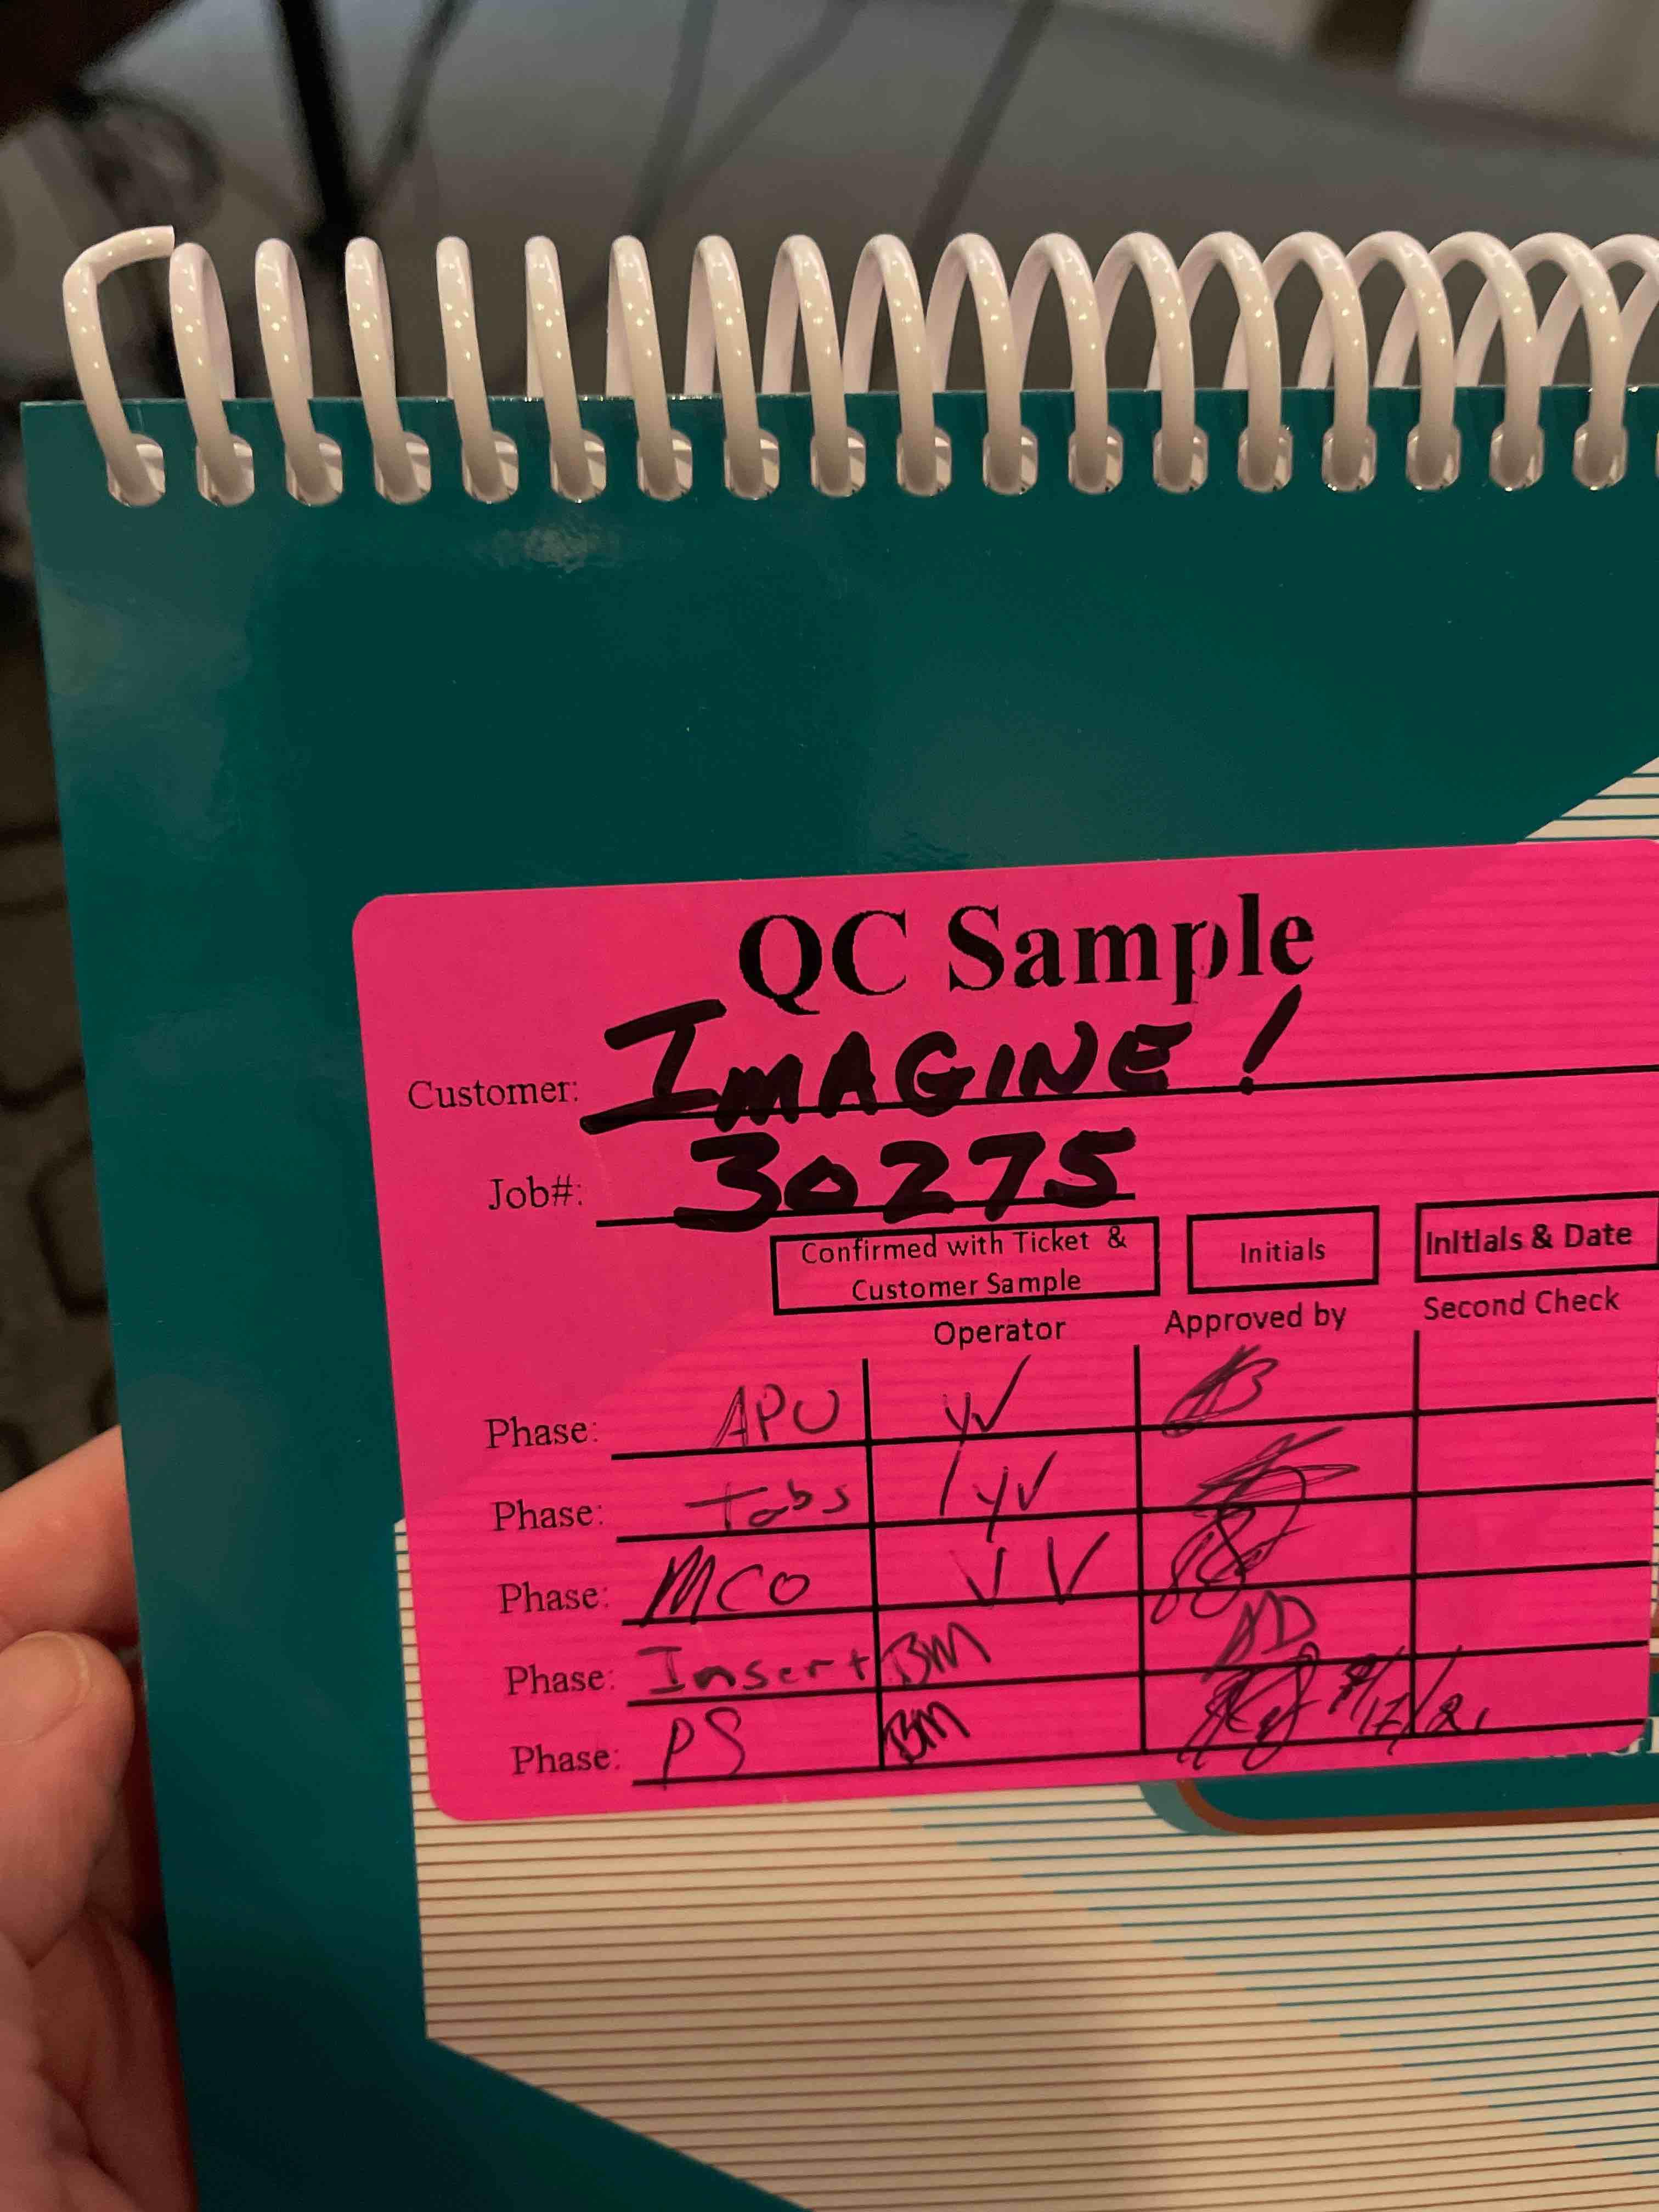 QC Sample
Customer: IMAGINE!
Job#: 30275
Confirmed with Ticket & Customer Sample Initials Initials & Date
Operator Approved by Second Check
Phase: APU
Phase: Tabs
Phase: MCO
Phase: Insert BM AD
Phase: PS BM